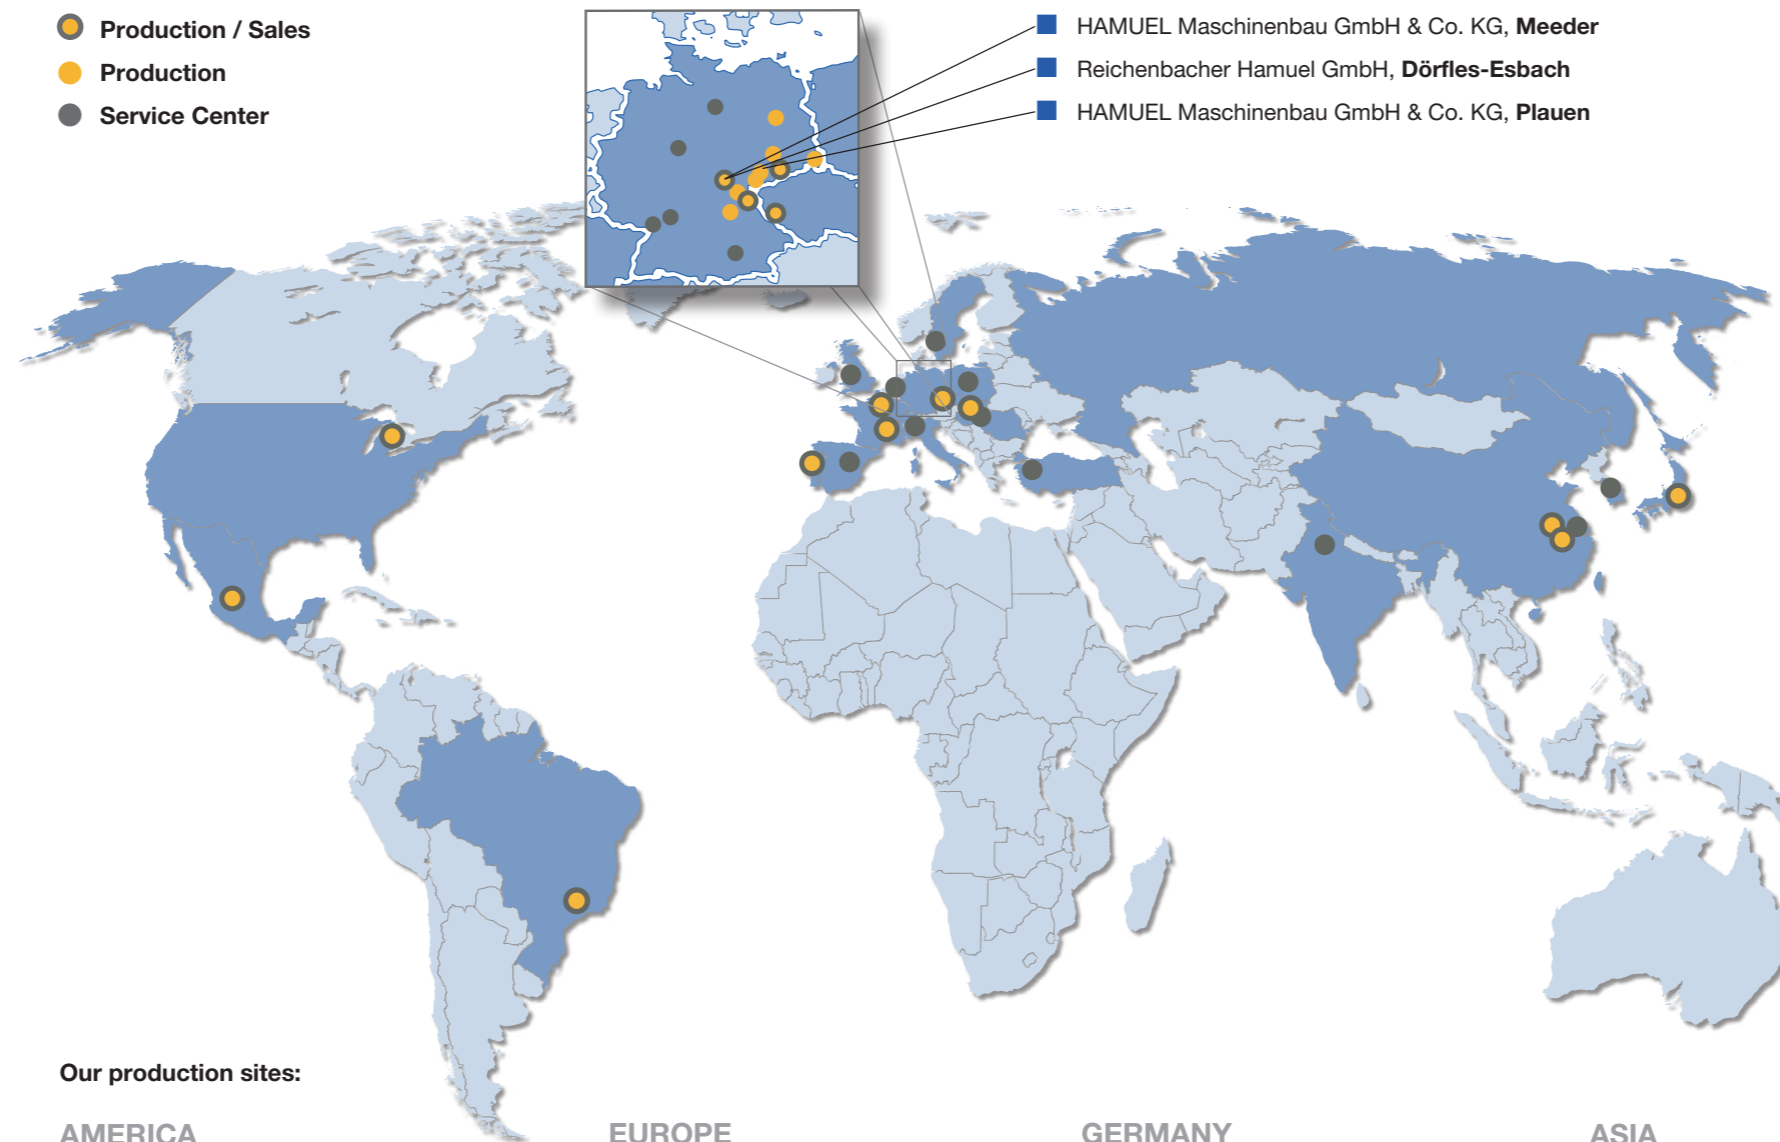 Production / Sales
Production
Service Center
HAMUEL Maschinenbau GmbH & Co. KG, Meeder
Reichenbacher Hamuel GmbH, Dörfles-Esbach
HAMUEL Maschinenbau GmbH & Co. KG, Plauen
Our production sites:
AMERICA
EUROPE
GERMANY
ASIA